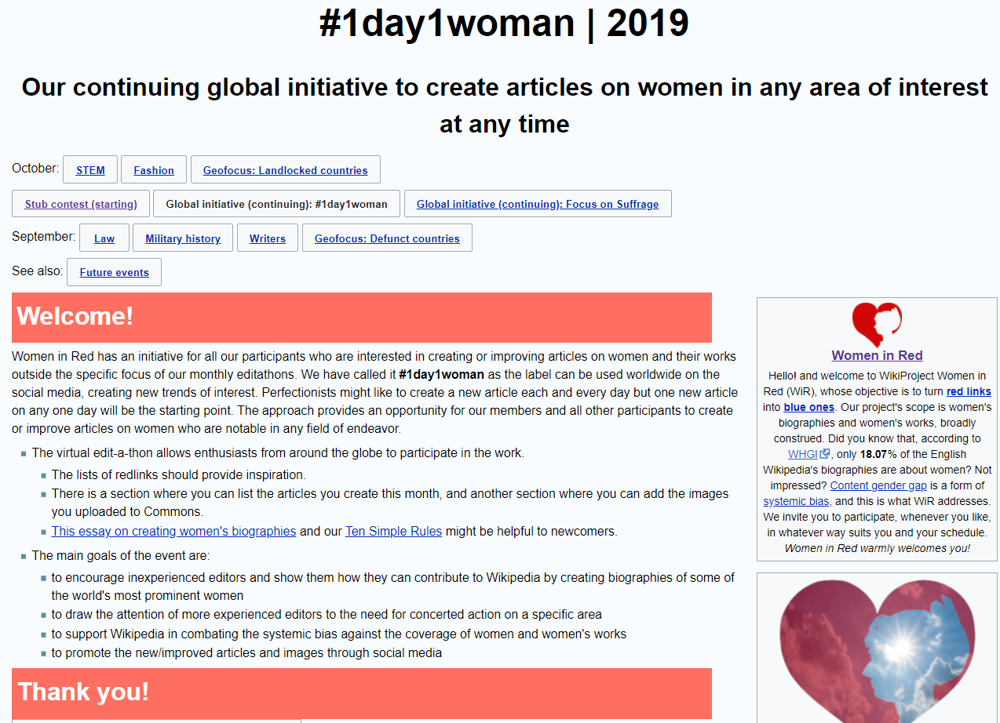 #1day1woman | 2019
Our continuing global initiative to create articles on women in any area of interest
at any time
October: STEM Fashion Geofocus: Landlocked countries
Stub contest (starting) Global initiative (continuing): #1day1woman Global initiative (continuing): Focus on Suffrage
September: Law Military history Writers Geofocus: Defunct countries
See also: Future events
Welcome!
Women in Red has an initiative for all our participants who are interested in creating or improving articles on women and their works
outside the specific focus of our monthly editathons. We have called it #1day1woman as the label can be used worldwide on the
social media, creating new trends of interest. Perfectionists might like to create a new article each and every day but one new article
on any one day will be the starting point. The approach provides an opportunity for our members and all other participants to create
or improve articles on women who are notable in any field of endeavor.
The virtual edit-a-thon allows enthusiasts from around the globe to participate in the work.
The lists of redlinks should provide inspiration.
There is a section where you can list the articles you create this month, and another section where you can add the images
you uploaded to Commons.
This essay on creating women's biographies and our Ten Simple Rules might be helpful to newcomers.
The main goals of the event are:
to encourage inexperienced editors and show them how they can contribute to Wikipedia by creating biographies of some of
the world's most prominent women
to draw the attention of more experienced editors to the need for concerted action on a specific area
to support Wikipedia in combating the systemic bias against the coverage of women and women's works
to promote the new/improved articles and images through social media
Thank you!
Women in Red
Hello! and welcome to WikiProject Women in
Red (WiR), whose objective is to turn red links
into blue ones. Our project's scope is women's
biographies and women's works, broadly
construed. Did you know that, according to
WHGI, only 18.07% of the English
Wikipedia's biographies are about women? Not
impressed? Content gender gap is a form of
systemic bias, and this is what WiR addresses.
We invite you to participate, whenever you like,
in whatever way suits you and your schedule.
Women in Red warmly welcomes you!